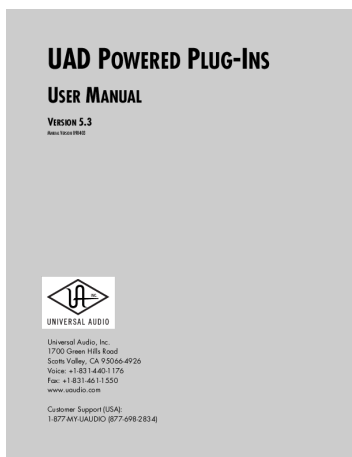 UAD POWERED PLUG-INS
USER MANUAL
VERSION 5.3
UA INC.
UNIVERSAL AUDIO
Universal Audio, Inc.
1700 Green Hills Road
Scotts Valley, CA 95066-4926
Voice: +1-831-440-1176
Fax: +1-831-461-1550
www.uaudio.com
Customer Support (USA):
1-877-MY-UAUDIO (877-698-2834)